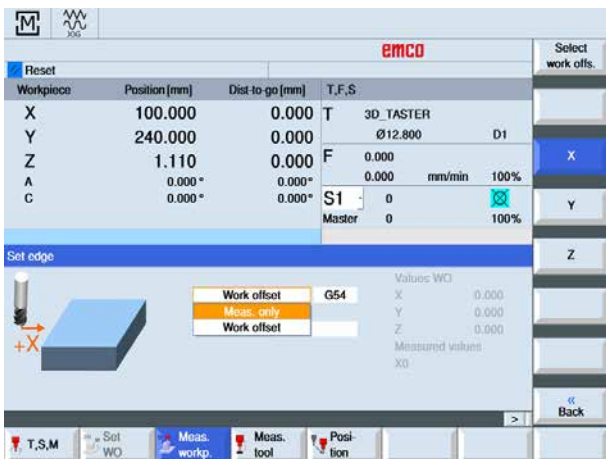 M
JOG
emco
Select
work offs.
Reset
Workpiece Position [mm] Dist-to-go [mm] T,F,S
X 100.000 0.000 T 3D_TASTER
Y 240.000 0.000 Ø12.800 D1
Z 1.110 0.000 F 0.000
A 0.000° 0.000° 0.000 mm/min 100%
C 0.000° 0.000° S1 0
Master 0 100%
X
Y
Z
Set edge
Values WO
Work offset G54 X 0.000
Meas. only Y 0.000
Work offset Z 0.000
+X
Measured values
X0
«
Back
>
T,S,M
Set
WO
Meas.
workp.
Meas.
tool
Posi-
tion